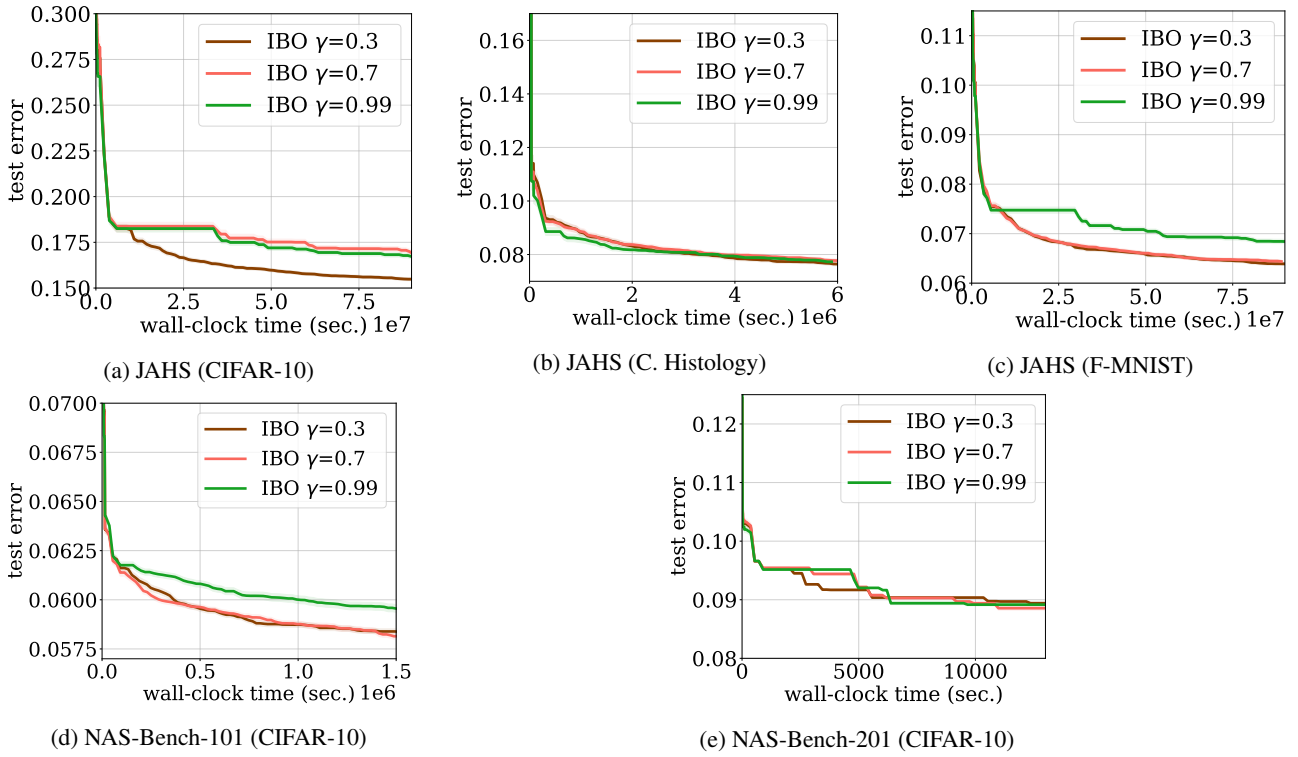 0.300
0.275
0.250
0.225
0.200
0.175
0.150
test error
IBO γ=0.3
IBO γ=0.7
IBO γ=0.99
0.0 2.5 5.0 7.5
wall-clock time (sec.) 1e7
(a) JAHS (CIFAR-10)
0.16
0.14
0.12
0.10
0.08
test error
IBO γ=0.3
IBO γ=0.7
IBO γ=0.99
0 2 4 6
wall-clock time (sec.) 1e6
(b) JAHS (C. Histology)
0.11
0.10
0.09
0.08
0.07
0.06
test error
IBO γ=0.3
IBO γ=0.7
IBO γ=0.99
0.0 2.5 5.0 7.5
wall-clock time (sec.) 1e7
(c) JAHS (F-MNIST)
0.0700
0.0675
0.0650
0.0625
0.0600
0.0575
test error
IBO γ=0.3
IBO γ=0.7
IBO γ=0.99
0.0 0.5 1.0 1.5
wall-clock time (sec.) 1e6
(d) NAS-Bench-101 (CIFAR-10)
0.12
0.11
0.10
0.09
0.08
test error
IBO γ=0.3
IBO γ=0.7
IBO γ=0.99
0 5000 10000
wall-clock time (sec.)
(e) NAS-Bench-201 (CIFAR-10)